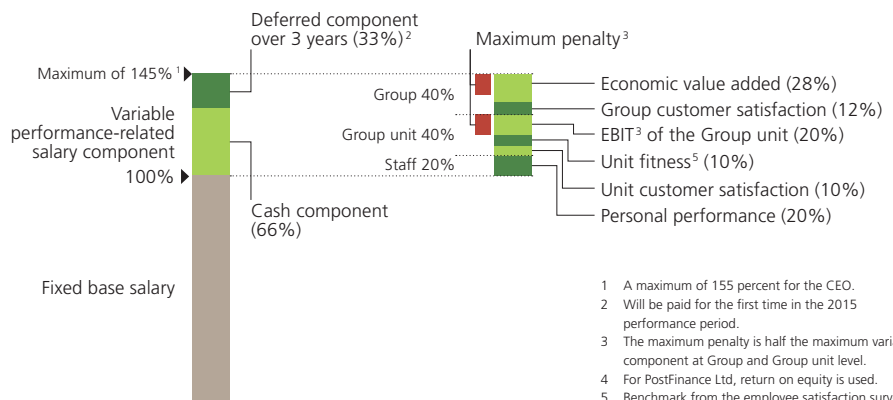 Deferred component
over 3 years (33%) 2
Maximum penalty 3
Maximum of 145% 1
Variable
performance-related
salary component
100%
Cash component
(66%)
Fixed base salary
Group 40%
Group unit 40%
Staff 20%
Economic value added (28%)
Group customer satisfaction (12%)
EBIT3 of the Group unit (20%)
Unit fitness5 (10%)
Unit customer satisfaction (10%)
Personal performance (20%)
1 A maximum of 155 percent for the CEO.
2 Will be paid for the first time in the 2015
performance period.
3 The maximum penalty is half the maximum
component at Group and Group unit level.
4 For PostFinance Ltd, return on equity is used.
5 Benchmark from the employee satisfaction